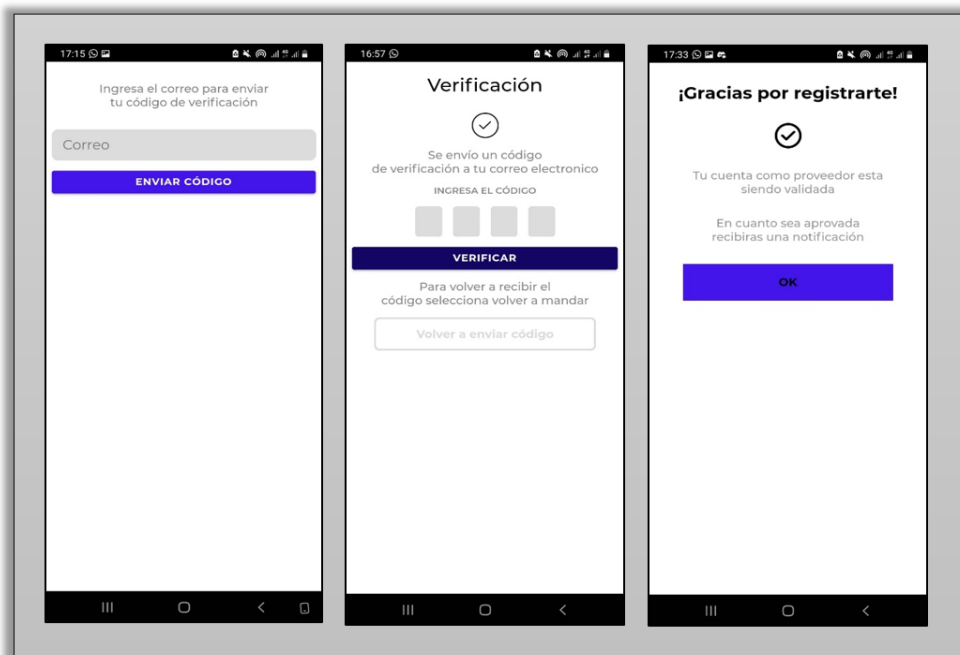 17:15
Ingresa el correo para enviar
tu código de verificación
Correo
ENVIAR CÓDIGO
16:57
Verificación
Se envío un código
de verificación a tu correo electronico
INGRESA EL CÓDIGO
VERIFICAR
Para volver a recibir el
código selecciona volver a mandar
Volver a enviar código
17:33
¡Gracias por registrarte!
Tu cuenta como proveedor esta
siendo validada
En cuanto sea aprovada
recibiras una notificación
OK